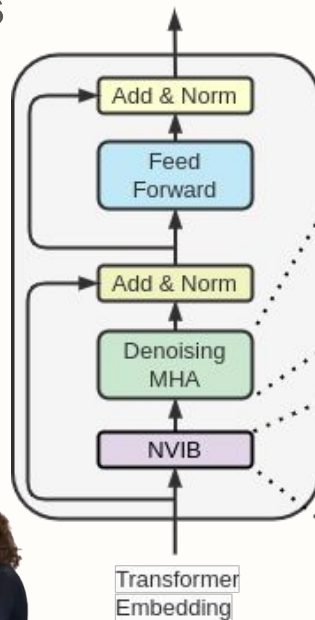 Add & Norm
Feed
Forward
Add & Norm
Denoising
MHA
NVIB
Transformer
Embedding